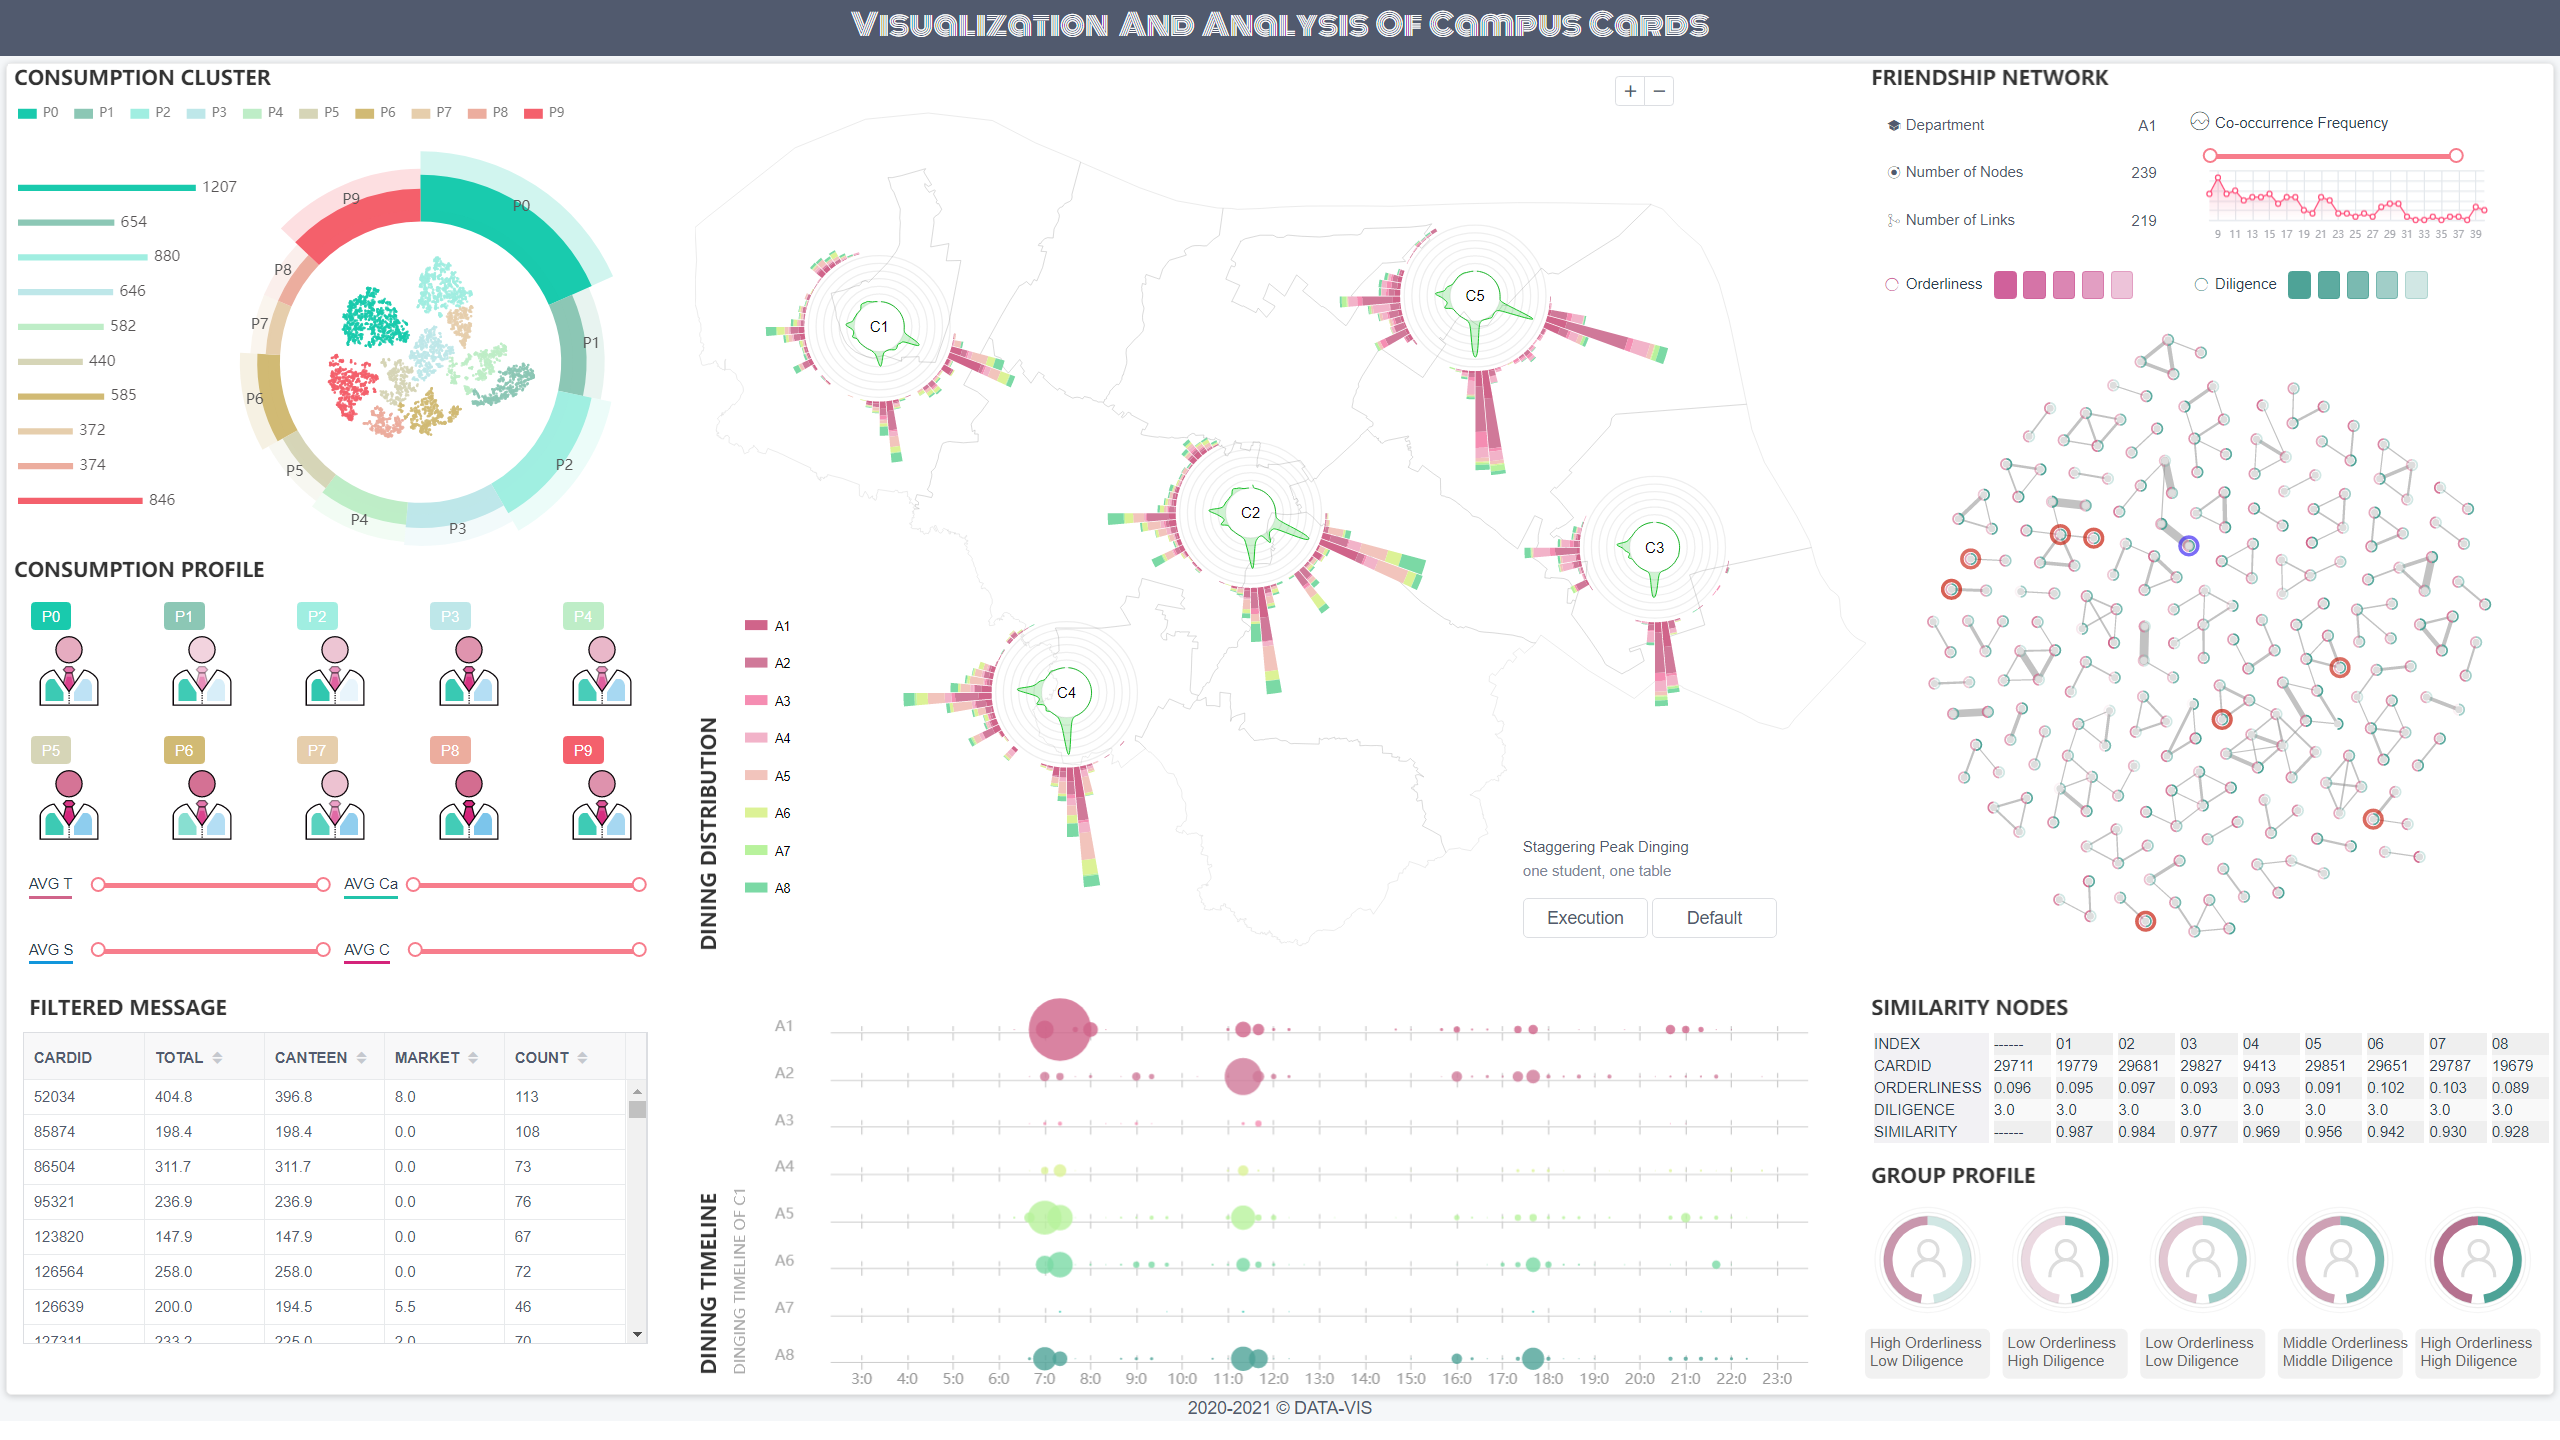 Visualization And Analysis Of Campus Cards
CONSUMPTION CLUSTER
P0 P1 P2 P3 P4 P5 P6 P7 P8 P9
1207
654
880
646
582
440
585
372
374
846
P0
P1
P2
P3
P4
P5
P6
P7
P8
P9
CONSUMPTION PROFILE
P0 P1 P2 P3 P4
P5 P6 P7 P8 P9
AVG T AVG Ca
AVG S AVG C
FILTERED MESSAGE
CARDID TOTAL CANTEEN MARKET COUNT
52034 404.8 396.8 8.0 113
85874 198.4 198.4 0.0 108
86504 311.7 311.7 0.0 73
95321 236.9 236.9 0.0 76
123820 147.9 147.9 0.0 67
126564 258.0 258.0 0.0 72
126639 200.0 194.5 5.5 46
127311 233.2 225.0 2.0 70
+ −
C1
C5
C2
C3
C4
DINING DISTRIBUTION
A1
A2
A3
A4
A5
A6
A7
A8
Staggering Peak Dinging
one student, one table
Execution Default
DINING TIMELINE
DINGING TIMELINE OF C1
A1
A2
A3
A4
A5
A6
A7
A8
3:0 4:0 5:0 6:0 7:0 8:0 9:0 10:0 11:0 12:0 13:0 14:0 15:0 16:0 17:0 18:0 19:0 20:0 21:0 22:0 23:0
FRIENDSHIP NETWORK
Department A1
Number of Nodes 239
Number of Links 219
Co-occurrence Frequency
9 11 13 15 17 19 21 23 25 27 29 31 33 35 37 39
Orderliness Diligence
SIMILARITY NODES
INDEX ------ 01 02 03 04 05 06 07 08
CARDID 29711 19779 29681 29827 9413 29851 29651 29787 19679
ORDERLINESS 0.096 0.095 0.097 0.093 0.093 0.091 0.102 0.103 0.089
DILIGENCE 3.0 3.0 3.0 3.0 3.0 3.0 3.0 3.0 3.0
SIMILARITY ------ 0.987 0.984 0.977 0.969 0.956 0.942 0.930 0.928
GROUP PROFILE
High Orderliness
Low Diligence
Low Orderliness
High Diligence
Low Orderliness
Low Diligence
Middle Orderliness
Middle Diligence
High Orderliness
High Diligence
2020-2021 © DATA-VIS